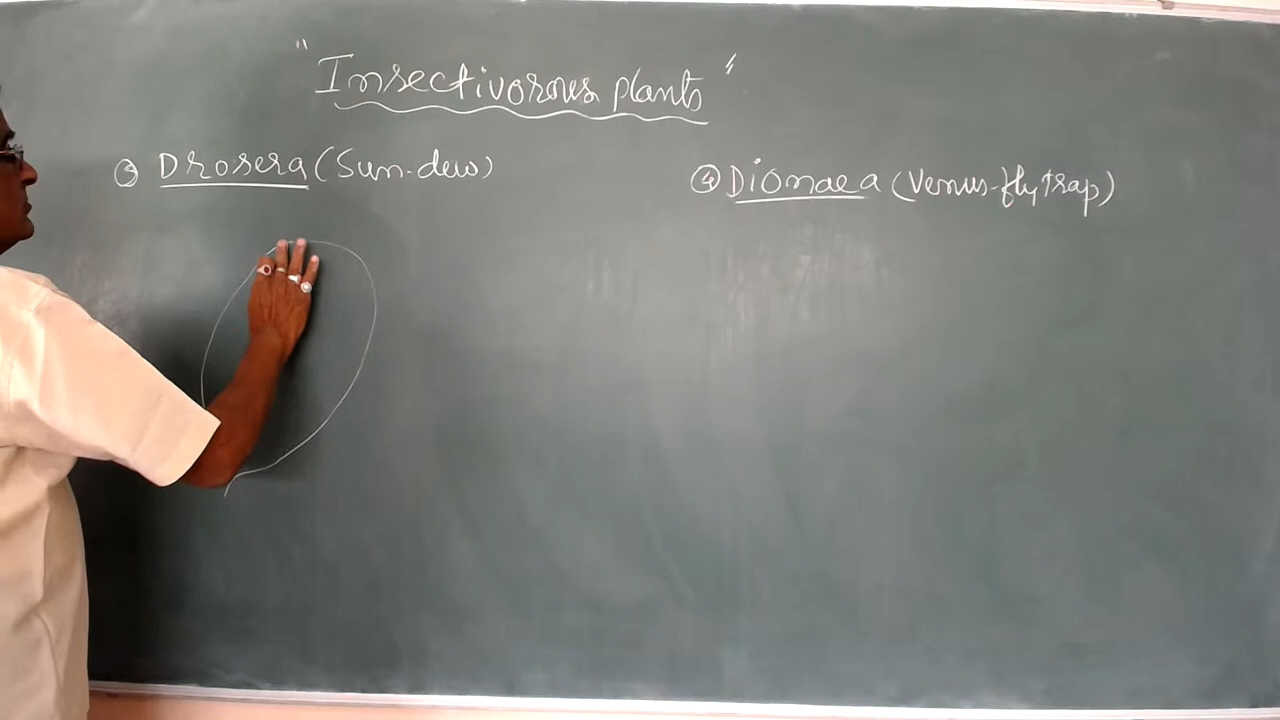 "Insectivorous plants"
③ Drosera (Sun-dew)
④ Dionaea (Venus-fly trap)